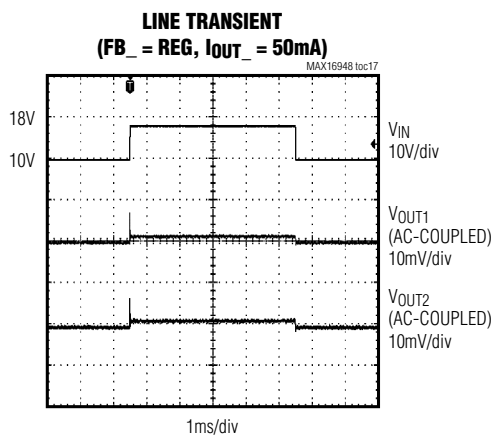 LINE TRANSIENT
(FB_ = REG, IOUT_ = 50mA)
MAX16948 toc17
T
18V
10V
VIN
10V/div
VOUT1
(AC-COUPLED)
10mV/div
VOUT2
(AC-COUPLED)
10mV/div
1ms/div